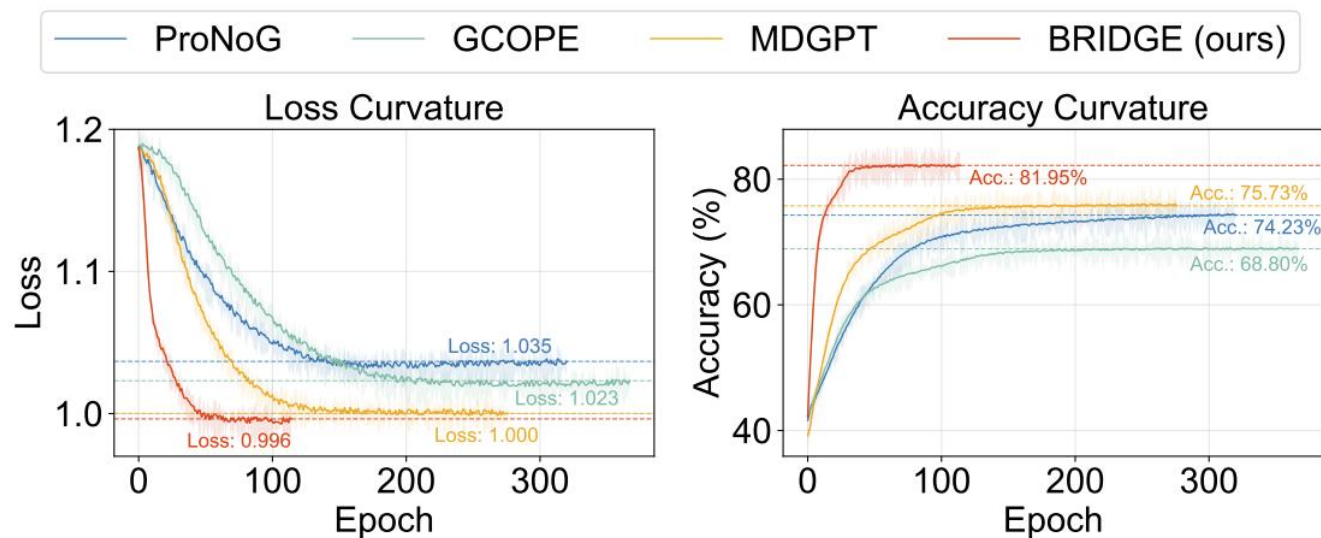 ProNoG GCOPE MDGPT BRIDGE (ours)
Loss Curvature
1.2
1.1
1.0
Loss
Loss: 1.035
Loss: 1.023
Loss: 0.996
Loss: 1.000
0 100 200 300
Epoch
Accuracy Curvature
80
60
40
Accuracy (%)
Acc.: 81.95%
Acc.: 75.73%
Acc.: 74.23%
Acc.: 68.80%
0 100 200 300
Epoch